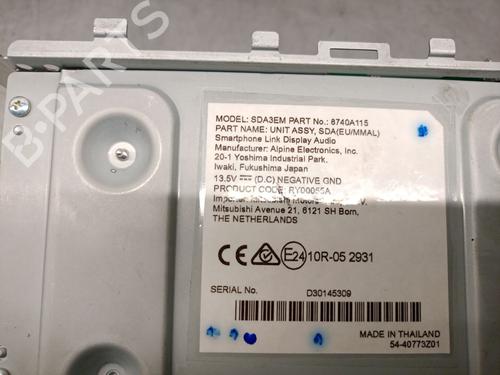 B-PARTS
MODEL: SDA3EM PART No.: 8740A115
PART NAME: UNIT ASSY, SDA(EU/MMAL)
Smartphone Link Display Audio
Manufacturer: Alpine Electronics, Inc.
20-1 Yoshima Industrial Park.
Iwaki, Fukushima Japan
13.5V (D.C) NEGATIVE GND
PRODUCT CODE: RY00055A
Importer: Mitsubishi Motors B.V.
Mitsubishi Avenue 21, 6121 SH Born,
THE NETHERLANDS
CE E24 10R-05 2931
SERIAL No. D30145309
MADE IN THAILAND
54-40773Z01